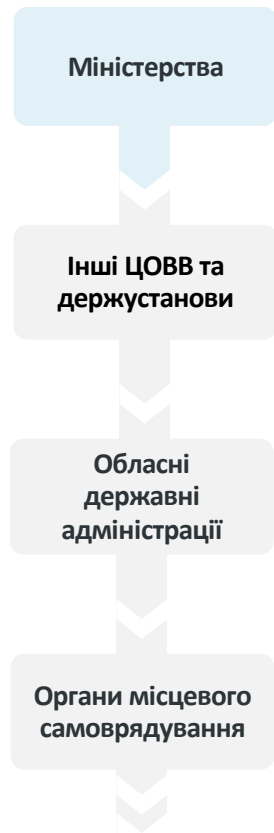 Міністерства
Інші ЦОВВ та
держустанови
Обласні
державні
адміністрації
Органи місцевого
самоврядування